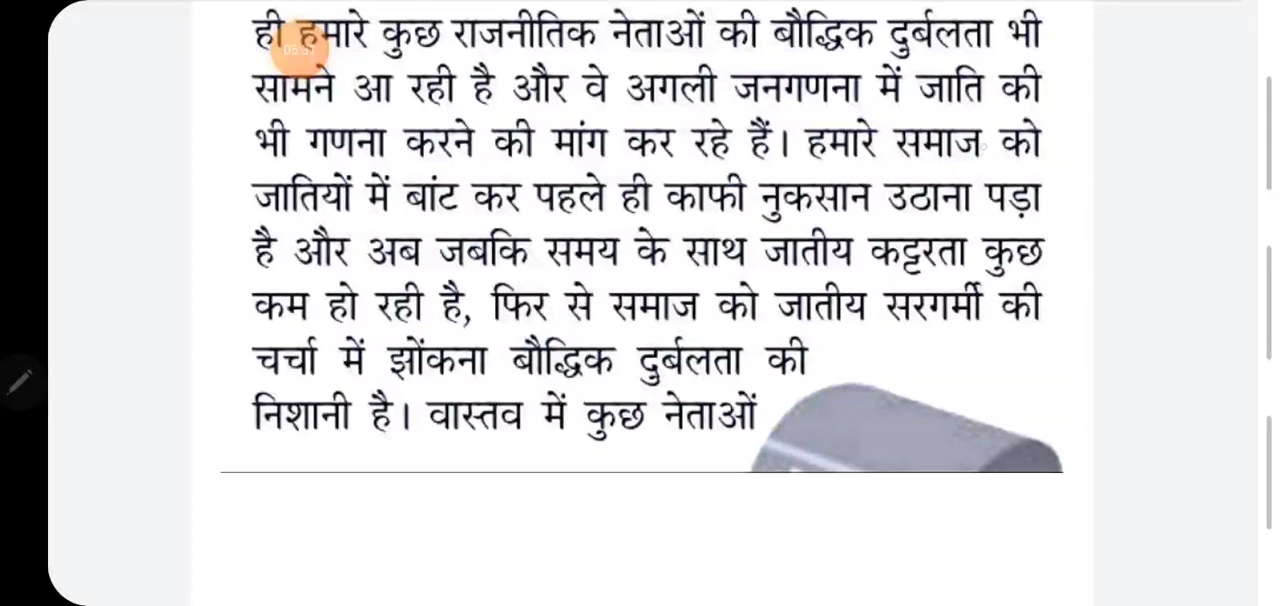 ही हमारे कुछ राजनीतिक नेताओं की बौद्धिक दुर्बलता भी
सामने आ रही है और वे अगली जनगणना में जाति की
भी गणना करने की मांग कर रहे हैं। हमारे समाज को
जातियों में बांट कर पहले ही काफी नुकसान उठाना पड़ा
है और अब जबकि समय के साथ जातीय कट्टरता कुछ
कम हो रही है, फिर से समाज को जातीय सरगर्मी की
चर्चा में झोंकना बौद्धिक दुर्बलता की
निशानी है। वास्तव में कुछ नेताओं